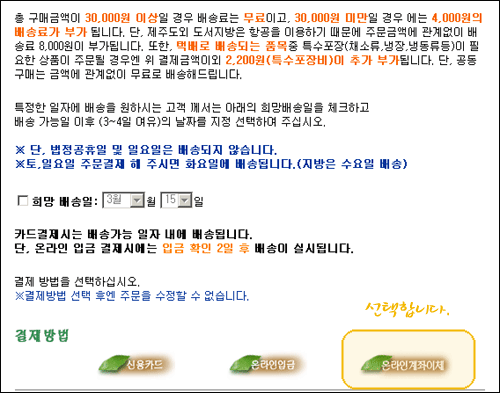 총 구매금액이 30,000원 이상일 경우 배송료는 무료이고, 30,000원 미만일 경우 에는 4,000원의
배송료가 부가 됩니다. 단, 제주도외 도서지방은 항공을 이용하기 때문에 주문금액에 관계없이 배
송료 8,000원이 부가됩니다. 또한, 택배로 배송되는 품목중 특수포장(채소류,냉장,냉동류등)이 필
요한 상품이 주문될 경우엔 위 결제금액이외 2,200원(특수포장비)이 추가 부가됩니다. 단, 공동
구매는 금액에 관계없이 무료로 배송해드립니다.
특정한 일자에 배송을 원하시는 고객 께서는 아래의 희망배송일을 체크하고
배송 가능일 이후 (3~4일 여유)의 날짜를 지정 선택하여 주십시오.
※ 단, 법정공휴일 및 일요일은 배송되지 않습니다.
※토,일요일 주문결제 해 주시면 화요일에 배송됩니다.(지방은 수요일 배송)
희망 배송일: 3월 월 15 일
카드결제시는 배송가능 일자 내에 배송됩니다.
단, 온라인 입금 결제시에는 입금 확인 2일 후 배송이 실시됩니다.
결제 방법을 선택하십시오.
※결제방법 선택 후엔 주문을 수정할 수 없습니다.
선택합니다.
결제방법
신용카드 온라인입금 온라인계좌이체